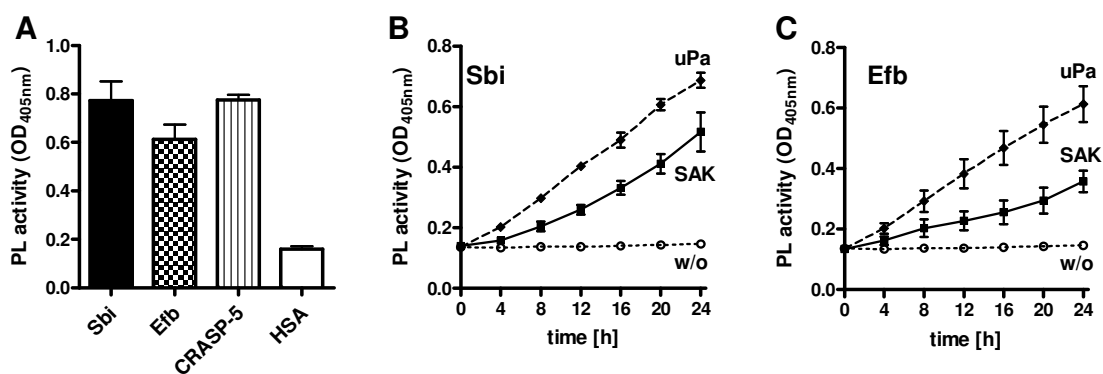 A
PL activity (OD405nm)
1.0
0.8
0.6
0.4
0.2
0.0
Sbi
Efb
CRASP-5
HSA
B
PL activity (OD405nm)
0.8
0.6
0.4
0.2
0.0
Sbi
uPa
SAK
w/o
0 4 8 12 16 20 24
time [h]
C
PL activity (OD405nm)
0.8
0.6
0.4
0.2
0.0
Efb
uPa
SAK
w/o
0 4 8 12 16 20 24
time [h]